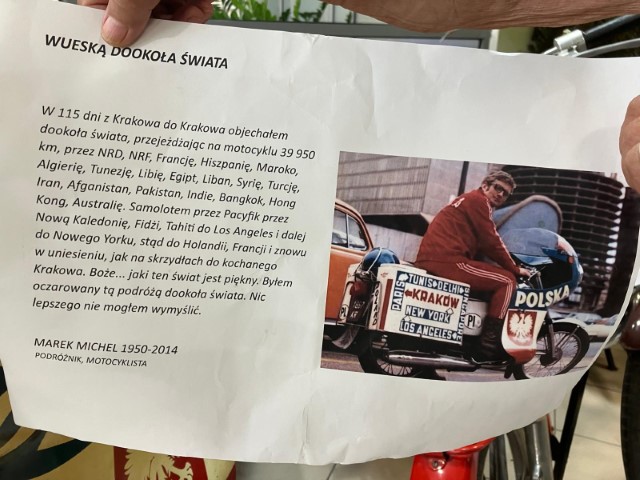 WUESKĄ DOOKOŁA ŚWIATA
W 115 dni z Krakowa do Krakowa objechałem
dookoła świata, przejeżdżając na motocyklu 39 950
km, przez NRD, NRF, Francję, Hiszpanię, Maroko,
Algierię, Tunezję, Libię, Egipt, Liban, Syrię, Turcję,
Iran, Afganistan, Pakistan, Indie, Bangkok, Hong
Kong, Australię. Samolotem przez Pacyfik przez
Nową Kaledonię, Fidżi, Tahiti do Los Angeles i dalej
do Nowego Yorku, stąd do Holandii, Francji i znowu
w uniesieniu, jak na skrzydłach do kochanego
Krakowa. Boże... jaki ten świat jest piękny. Byłem
oczarowany tą podróżą dookoła świata. Nic
lepszego nie mogłem wymyślić.
MAREK MICHEL 1950-2014
PODRÓŻNIK, MOTOCYKLISTA
PARIS
TUNIS DELHI
KRAKÓW
NEW YORK
LOS ANGELES
PL
POLSKA